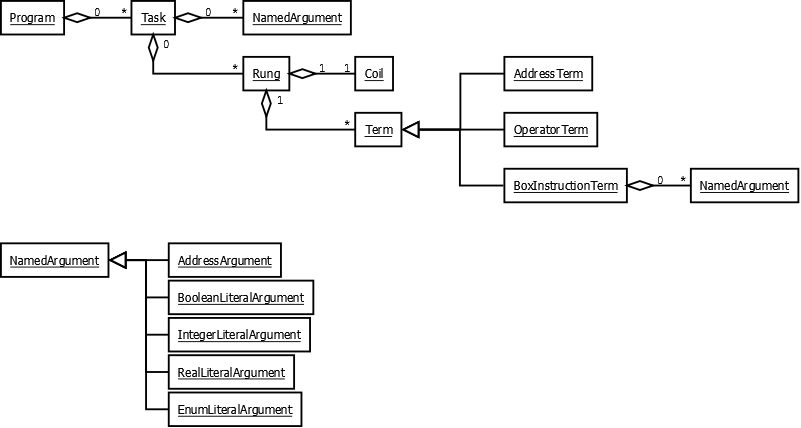 Program 0 * Task 0 * NamedArgument
0
* Rung 1 1 Coil AddressTerm
1
* Term OperatorTerm
BoxInstructionTerm 0 * NamedArgument
NamedArgument AddressArgument
BooleanLiteralArgument
IntegerLiteralArgument
RealLiteralArgument
EnumLiteralArgument